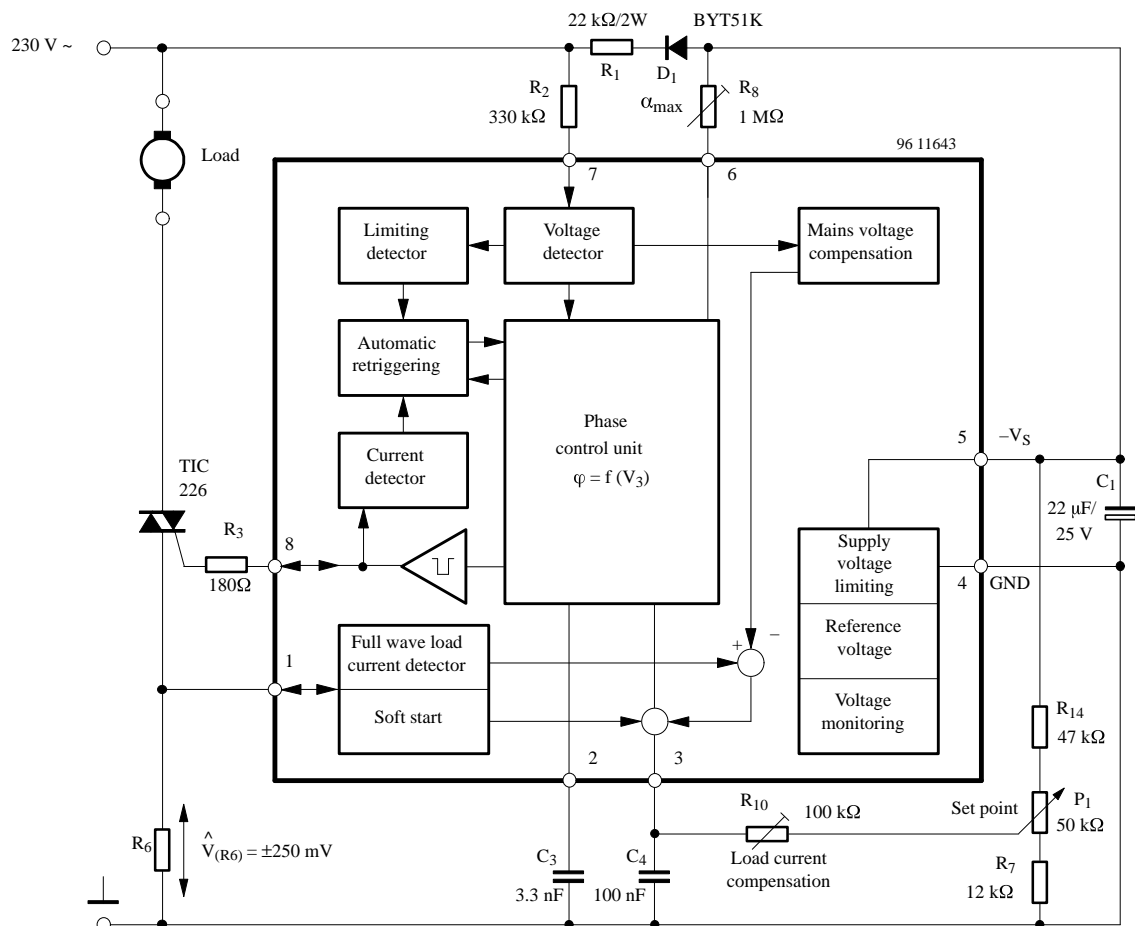 22 kΩ/2W
BYT51K
230 V ~
R1
D1
R2
330 kΩ
αmax
R8
1 MΩ
96 11643
Load
7
6
Limiting
detector
Voltage
detector
Mains voltage
compensation
Automatic
retriggering
Phase
control unit
φ = f (V3)
Current
detector
5
–VS
C1
22 μF/
25 V
TIC
226
R3
180Ω
8
Supply
voltage
limiting
4
GND
Reference
voltage
Voltage
monitoring
1
Full wave load
current detector
Soft start
+
–
R14
47 kΩ
2
3
R10
100 kΩ
Set point
P1
50 kΩ
Load current
compensation
R6
^
V(R6) = ±250 mV
C3
3.3 nF
C4
100 nF
R7
12 kΩ